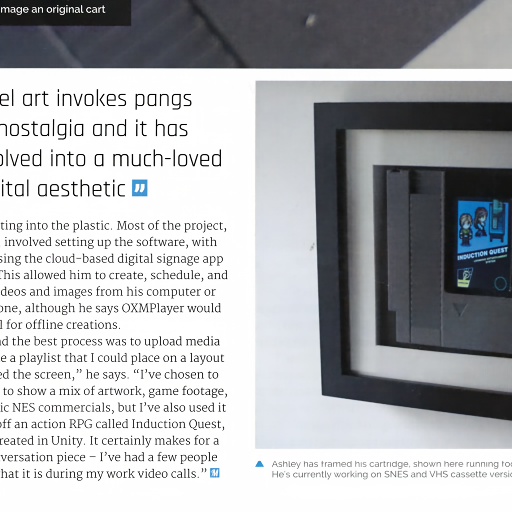 mage an original cart
el art invokes pangs
nostalgia and it has
olved into a much-loved
ital aesthetic
ting into the plastic. Most of the project,
involved setting up the software, with
sing the cloud-based digital signage app
This allowed him to create, schedule, and
deos and images from his computer or
one, although he says OXMPlayer would
l for offline creations.
nd the best process was to upload media
e a playlist that I could place on a layout
ed the screen,” he says. “I’ve chosen to
to show a mix of artwork, game footage,
ic NES commercials, but I’ve also used it
off an action RPG called Induction Quest,
reated in Unity. It certainly makes for a
versation piece – I’ve had a few people
hat it is during my work video calls.”
INDUCTION QUEST
Ashley has framed his cartridge, shown here running foo
He’s currently working on SNES and VHS cassette versio